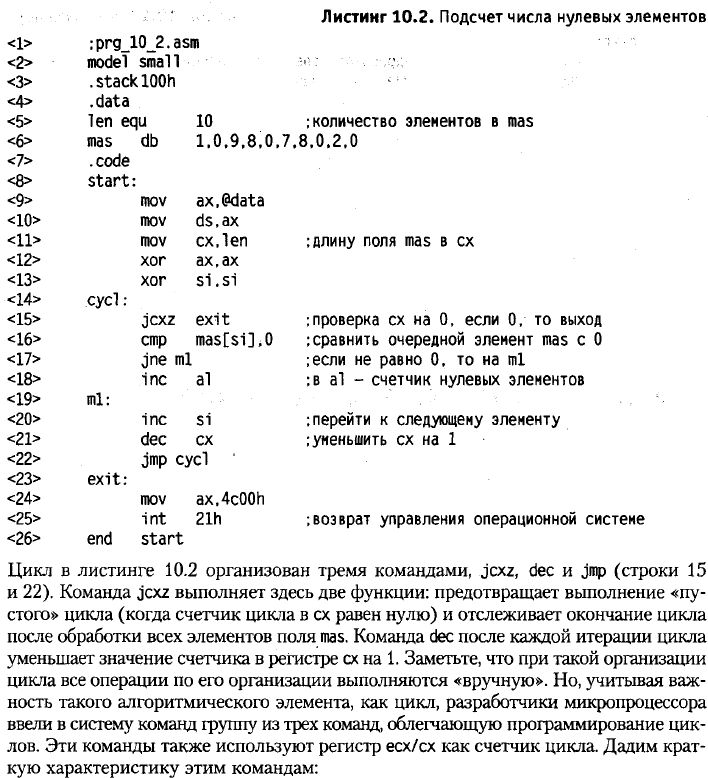 Листинг 10.2. Подсчет числа нулевых элементов
<1> ;prg_10_2.asm
<2> model small
<3> .stack100h
<4> .data
<5> len equ 10 ;количество элементов в mas
<6> mas db 1,0,9,8,0,7,8,0,2,0
<7> .code
<8> start:
<9> mov ax,@data
<10> mov ds,ax
<11> mov cx,len ;длину поля mas в cx
<12> xor ax,ax
<13> xor si,si
<14> cycl:
<15> jcxz exit ;проверка cx на 0, если 0, то выход
<16> cmp mas[si],0 ;сравнить очередной элемент mas с 0
<17> jne m1 ;если не равно 0, то на m1
<18> inc al ;в al – счетчик нулевых элементов
<19> m1:
<20> inc si ;перейти к следующему элементу
<21> dec cx ;уменьшить cx на 1
<22> jmp cycl
<23> exit:
<24> mov ax,4c00h
<25> int 21h ;возврат управления операционной системе
<26> end start
Цикл в листинге 10.2 организован тремя командами, jcxz, dec и jmp (строки 15
и 22). Команда jcxz выполняет здесь две функции: предотвращает выполнение «пу-
стого» цикла (когда счетчик цикла в cx равен нулю) и отслеживает окончание цикла
после обработки всех элементов поля mas. Команда dec после каждой итерации цикла
уменьшает значение счетчика в регистре cx на 1. Заметьте, что при такой организации
цикла все операции по его организации выполняются «вручную». Но, учитывая важ-
ность такого алгоритмического элемента, как цикл, разработчики микропроцессора
ввели в систему команд группу из трех команд, облегчающую программирование цик-
лов. Эти команды также используют регистр ecx/cx как счетчик цикла. Дадим крат-
кую характеристику этим командам: